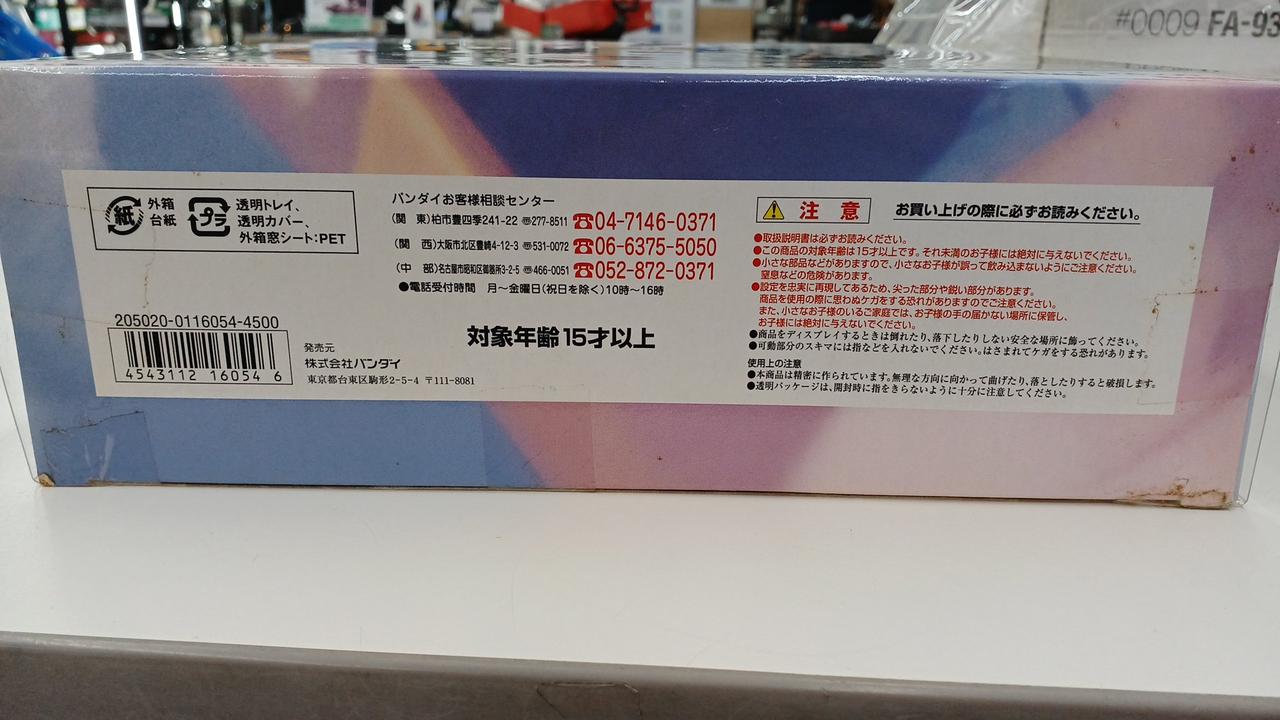 #0009 FA-93
紙
外箱
台紙
プラ
透明トレイ、
透明カバー、
外箱窓シート:PET
バンダイお客様相談センター
(関 東)柏市豊四季241-22 〠277-8511 ☎04-7146-0371
(関 西)大阪市北区豊崎4-12-3 〠531-0072 ☎06-6375-5050
(中 部)名古屋市昭和区御器所3-2-5 〠466-0051 ☎052-872-0371
●電話受付時間 月～金曜日(祝日を除く)10時～16時
205020-0116054-4500
4543112 16054 6
発売元
株式会社バンダイ
東京都台東区駒形2-5-4 〒111-8081
対象年齢15才以上
⚠注意 お買い上げの際に必ずお読みください。
●取扱説明書は必ずお読みください。
●この商品の対象年齢は15才以上です。それ未満のお子様には絶対に与えないでください。
●小さな部品などがありますので、小さなお子様が誤って飲み込まないようにご注意ください。
窒息などの危険があります。
●設定を忠実に再現してあるため、尖った部分や鋭い部分があります。
商品を使用の際に思わぬケガをする恐れがありますのでご注意ください。
また、小さなお子様のいるご家庭では、お子様の手の届かない場所に保管し、
お子様には絶対に与えないでください。
●商品をディスプレイするときは倒れたり、落下したりしない安全な場所に飾ってください。
●可動部分のスキマには指などを入れないでください。はさまれてケガをする恐れがあります。
使用上の注意
●本商品は精密に作られています。無理な方向に向かって曲げたり、落としたりすると破損します。
●透明パッケージは、開封時に指をきらないように十分に注意してください。